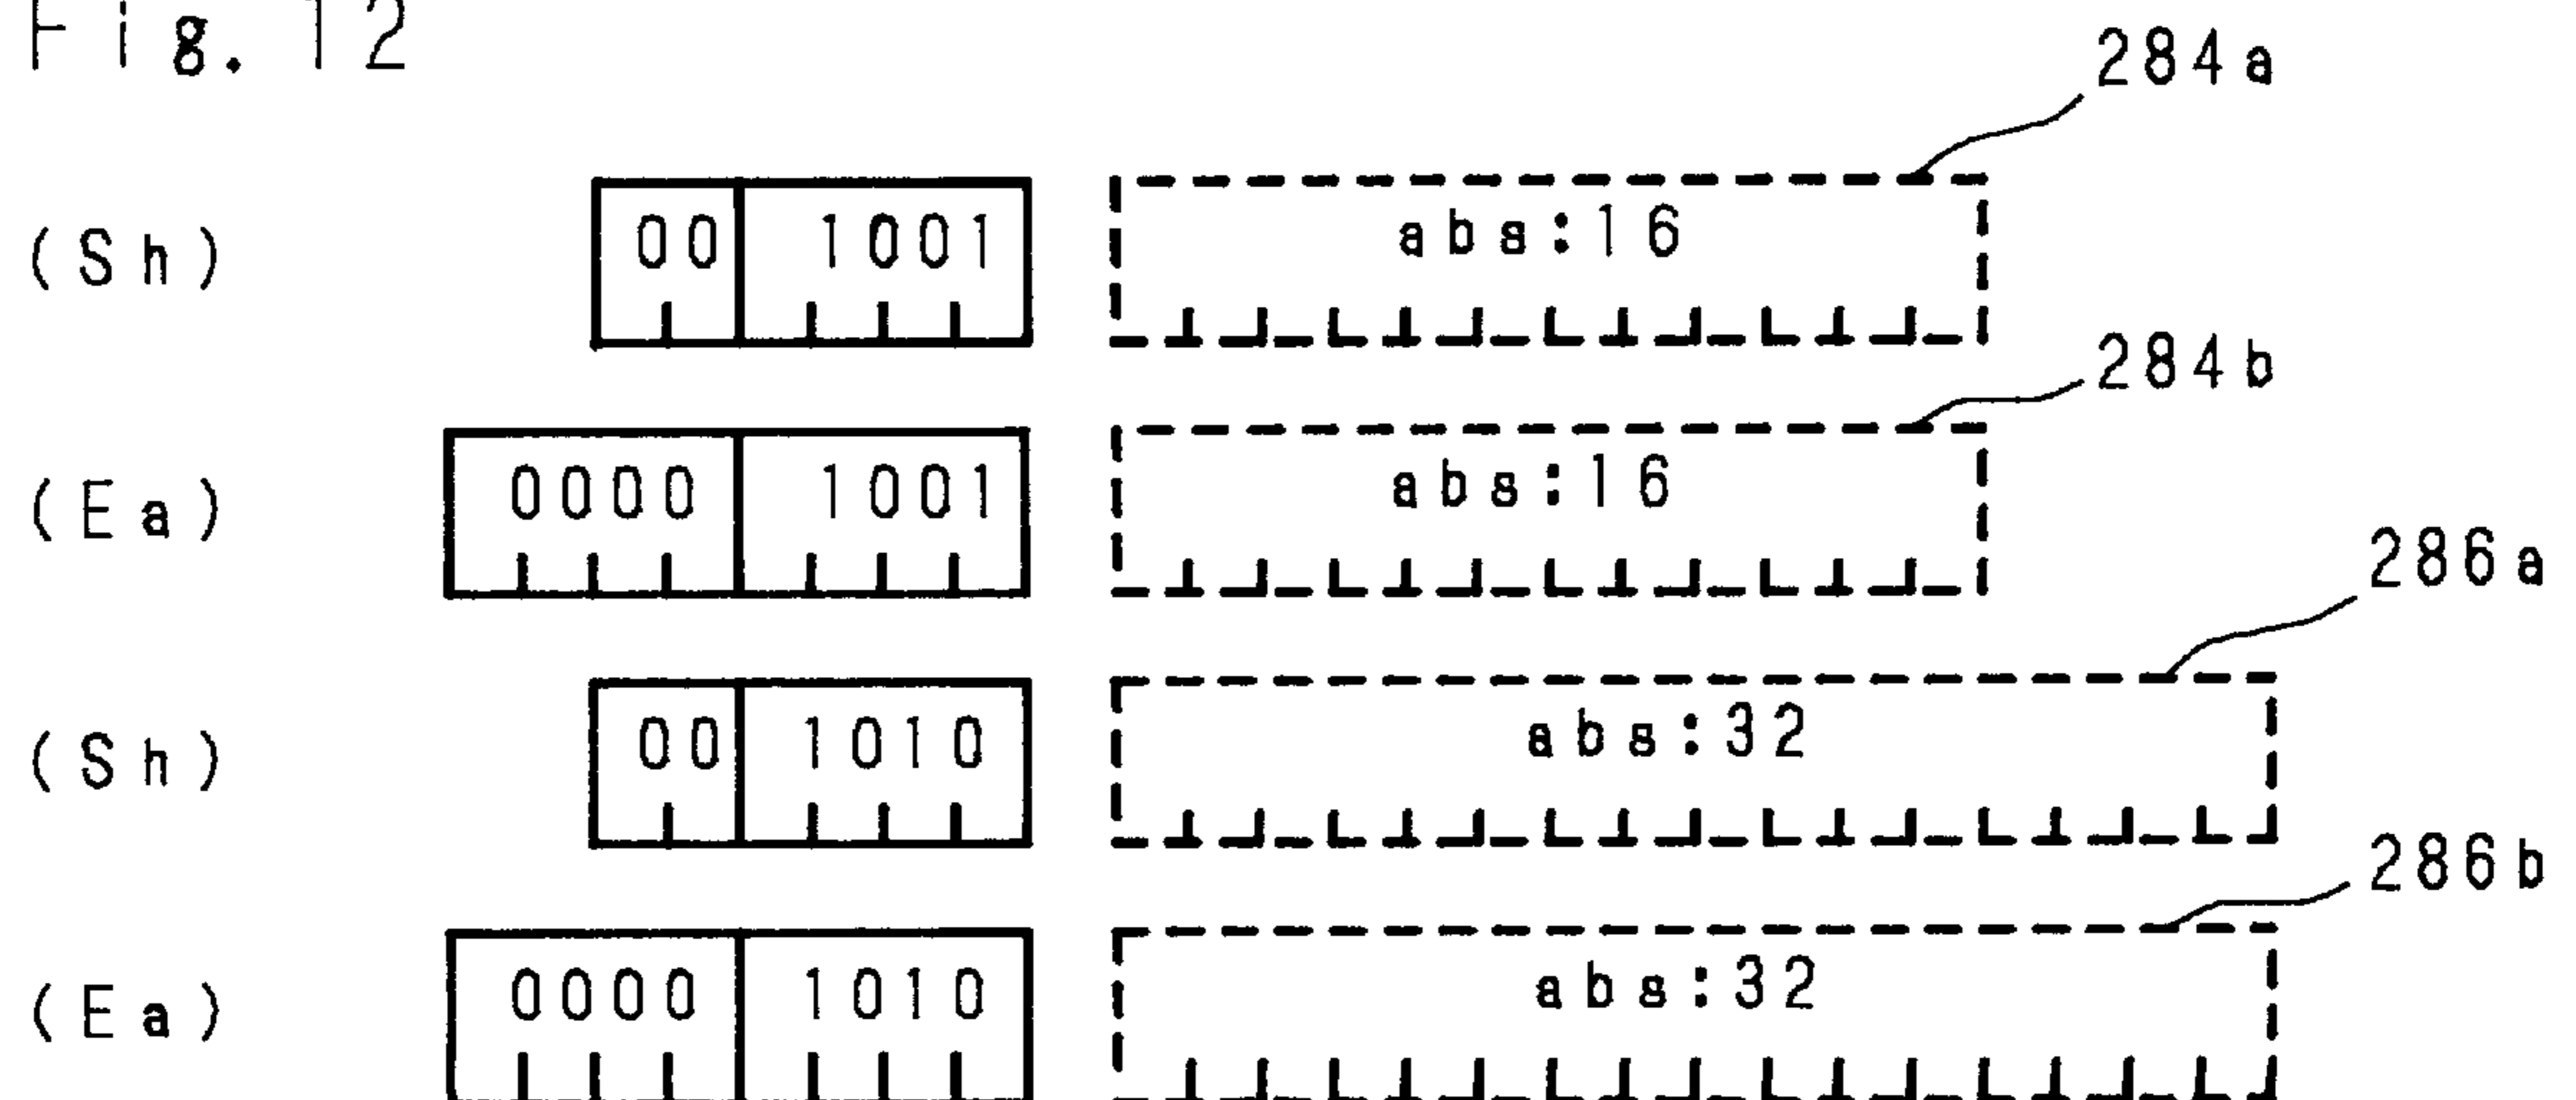 Fig. 12
284a
(Sh) 00 1001 abs:16
284b
(Ea) 0000 1001 abs:16
286a
(Sh) 00 1010 abs:32
286b
(Ea) 0000 1010 abs:32